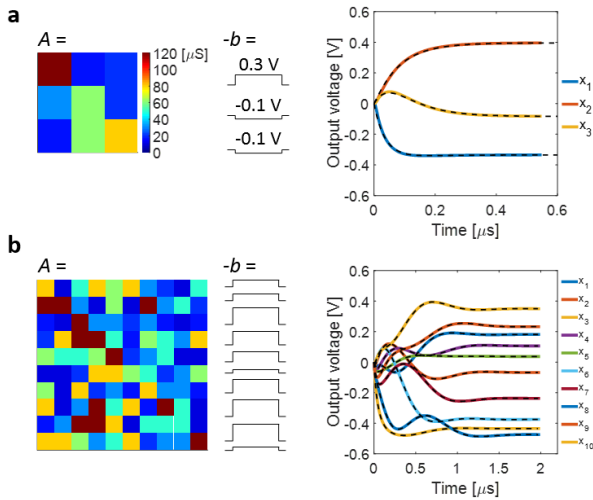 a
A =
-b =
[μS]
120
100
80
60
40
20
0
0.3 V
-0.1 V
-0.1 V
Output voltage [V]
0.6
0.4
0.2
0
-0.2
-0.4
-0.6
0 0.2 0.4 0.6
Time [μs]
x1
x2
x3
b
A =
-b =
Output voltage [V]
0.6
0.4
0.2
0
-0.2
-0.4
-0.6
0 0.5 1 1.5 2
Time [μs]
x1
x2
x3
x4
x5
x6
x7
x8
x9
x10